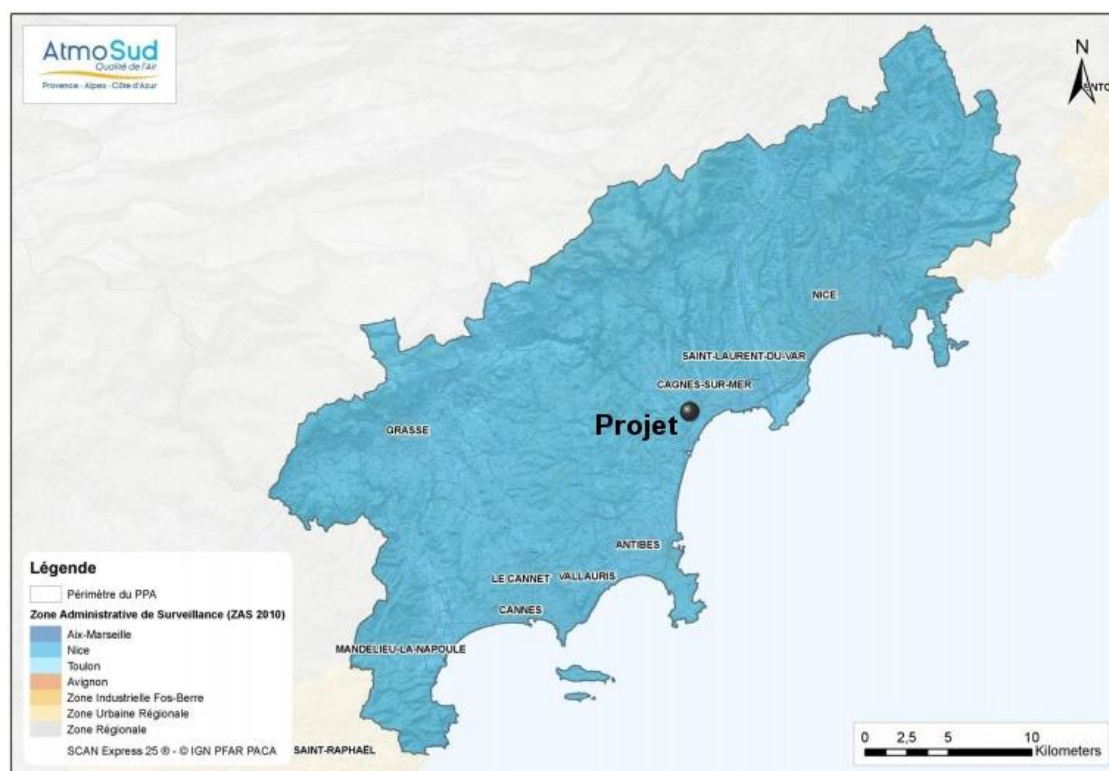 AtmoSud
Qualité de l'Air
Provence - Alpes - Côte d'Azur
N
NICE
SAINT-LAURENT-DU-VAR
CAGNES-SUR-MER
Projet
GRASSE
ANTIBES
LE CANNET
VALLAURIS
CANNES
MANDELIEU-LA-NAPOULE
SAINT-RAPHAËL
Légende
Périmètre du PPA
Zone Administrative de Surveillance (ZAS 2010)
Aix-Marseille
Nice
Toulon
Avignon
Zone Industrielle Fos-Berre
Zone Urbaine Régionale
Zone Régionale
SCAN Express 25 ® - © IGN PFAR PACA
0 2,5 5 10
Kilometers